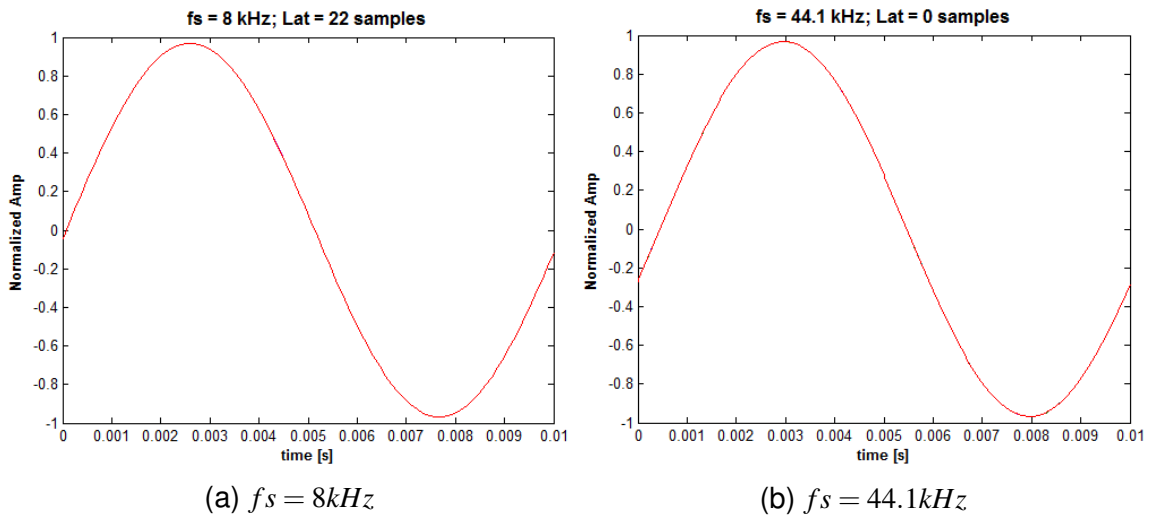 fs = 8 kHz; Lat = 22 samples
1
0.8
0.6
0.4
0.2
0
-0.2
-0.4
-0.6
-0.8
-1
Normalized Amp
0 0.001 0.002 0.003 0.004 0.005 0.006 0.007 0.008 0.009 0.01
time [s]
(a) fs = 8kHz
fs = 44.1 kHz; Lat = 0 samples
1
0.8
0.6
0.4
0.2
0
-0.2
-0.4
-0.6
-0.8
-1
Normalized Amp
0 0.001 0.002 0.003 0.004 0.005 0.006 0.007 0.008 0.009 0.01
time [s]
(b) fs = 44.1kHz